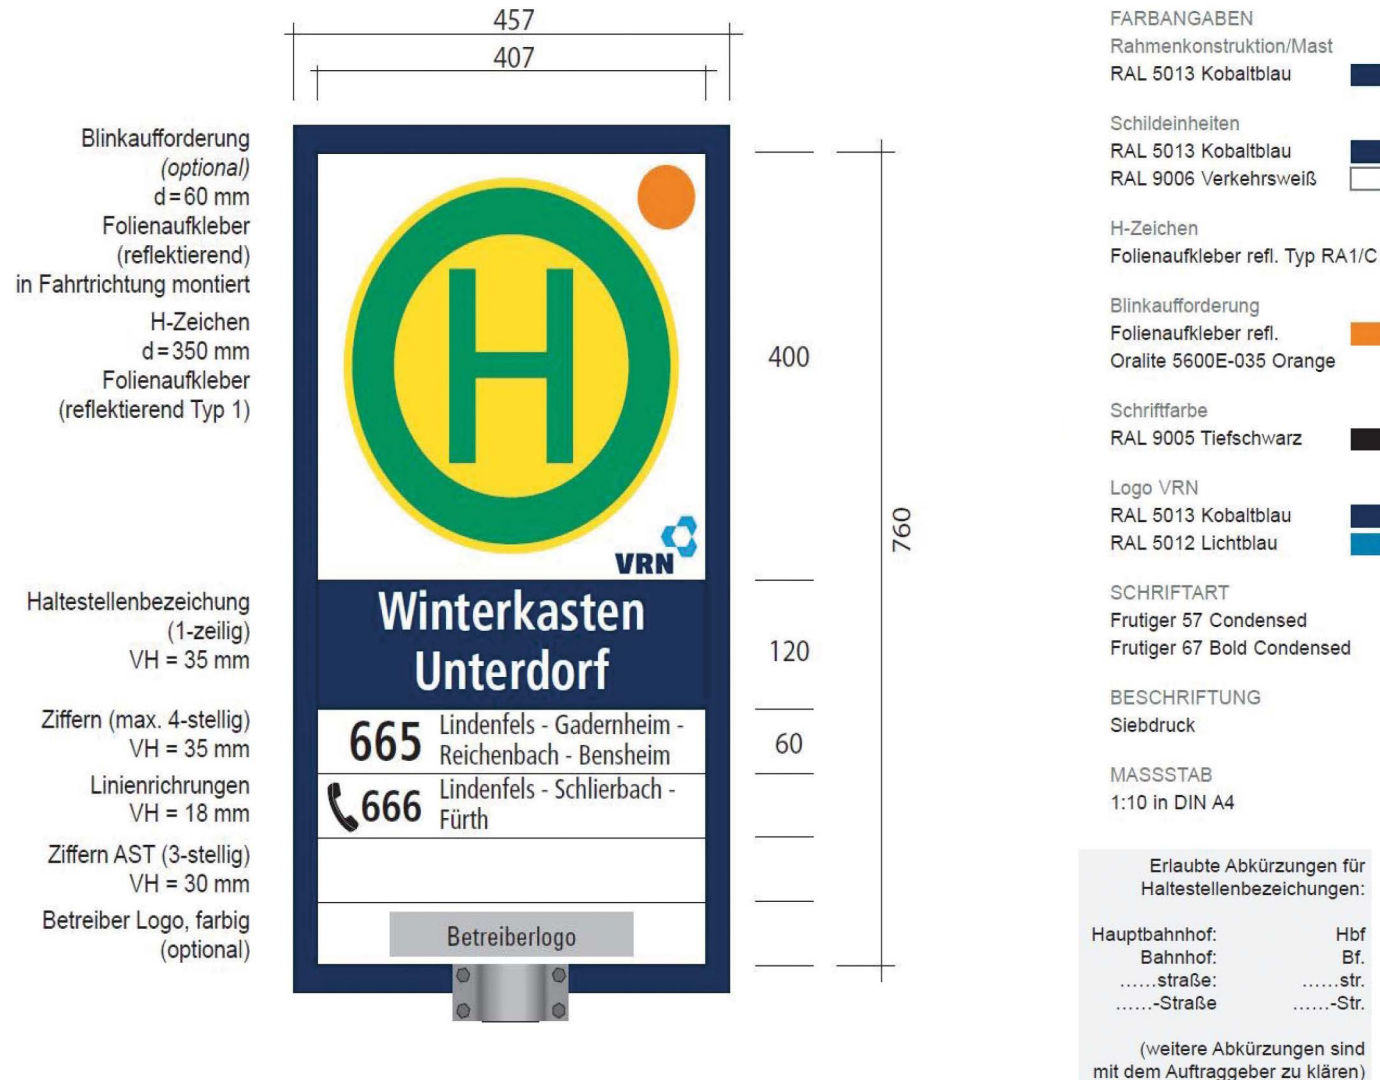 457
407
Blinkaufforderung
(optional)
d=60 mm
Folienaufkleber
(reflektierend)
in Fahrtrichtung montiert
H-Zeichen
d=350 mm
Folienaufkleber
(reflektierend Typ 1)
Haltestellenbezeichung
(1-zeilig)
VH = 35 mm
Ziffern (max. 4-stellig)
VH = 35 mm
Linienrichrungen
VH = 18 mm
Ziffern AST (3-stellig)
VH = 30 mm
Betreiber Logo, farbig
(optional)
H
VRN
Winterkasten
Unterdorf
665 Lindenfels - Gadernheim -
Reichenbach - Bensheim
666 Lindenfels - Schlierbach -
Fürth
Betreiberlogo
400
120
60
760
FARBANGABEN
Rahmenkonstruktion/Mast
RAL 5013 Kobaltblau
Schildeinheiten
RAL 5013 Kobaltblau
RAL 9006 Verkehrsweiß
H-Zeichen
Folienaufkleber refl. Typ RA1/C
Blinkaufforderung
Folienaufkleber refl.
Oralite 5600E-035 Orange
Schriftfarbe
RAL 9005 Tiefschwarz
Logo VRN
RAL 5013 Kobaltblau
RAL 5012 Lichtblau
SCHRIFTART
Frutiger 57 Condensed
Frutiger 67 Bold Condensed
BESCHRIFTUNG
Siebdruck
MASSSTAB
1:10 in DIN A4
Erlaubte Abkürzungen für
Haltestellenbezeichungen:
Hauptbahnhof: Hbf
Bahnhof: Bf.
......straße: ......str.
......-Straße ......-Str.
(weitere Abkürzungen sind
mit dem Auftraggeber zu klären)